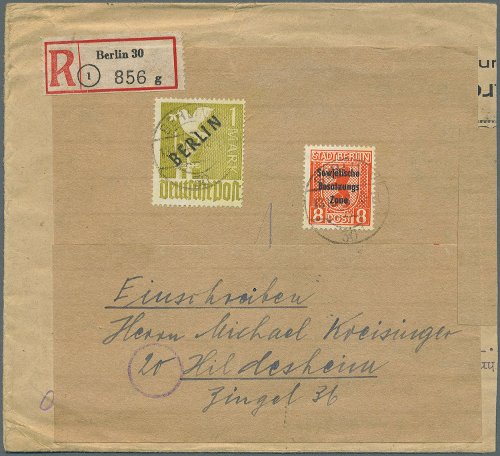 Berlin 30
R 1 856 g
1 MARK
BERLIN
deutsche post
STADT BERLIN
Sowjetische
Besatzungs
Zone
8 POST 8
Einschreiben
Herrn Michael Kreisinger
20 Hildesheim
Zingel 36